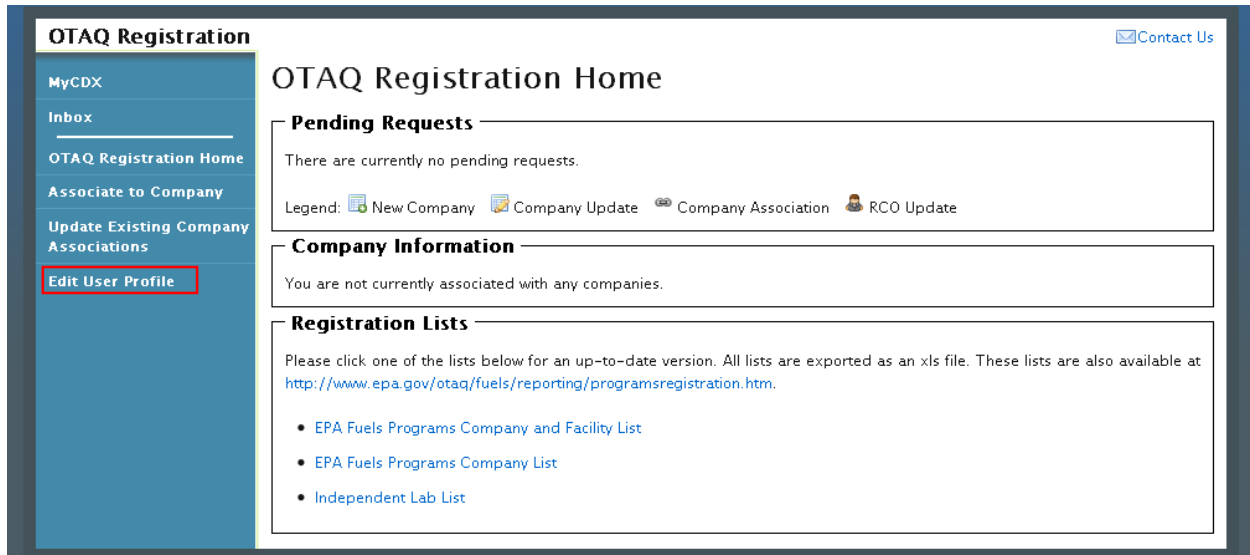 OTAQ Registration
Contact Us
MyCDX
Inbox
OTAQ Registration Home
Associate to Company
Update Existing Company
Associations
Edit User Profile
OTAQ Registration Home
Pending Requests
There are currently no pending requests.
Legend: New Company Company Update Company Association RCO Update
Company Information
You are not currently associated with any companies.
Registration Lists
Please click one of the lists below for an up-to-date version. All lists are exported as an xls file. These lists are also available at
http://www.epa.gov/otaq/fuels/reporting/programsregistration.htm.
• EPA Fuels Programs Company and Facility List
• EPA Fuels Programs Company List
• Independent Lab List